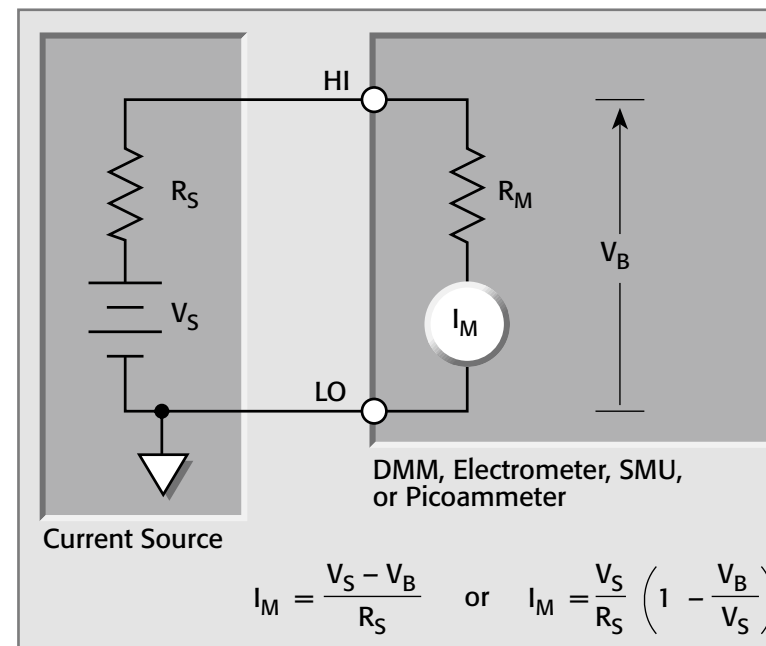 HI
R_S
R_M
V_B
V_S
I_M
LO
DMM, Electrometer, SMU,
or Picoammeter
Current Source
I_M = (V_S – V_B) / R_S or I_M = V_S / R_S (1 – V_B / V_S)